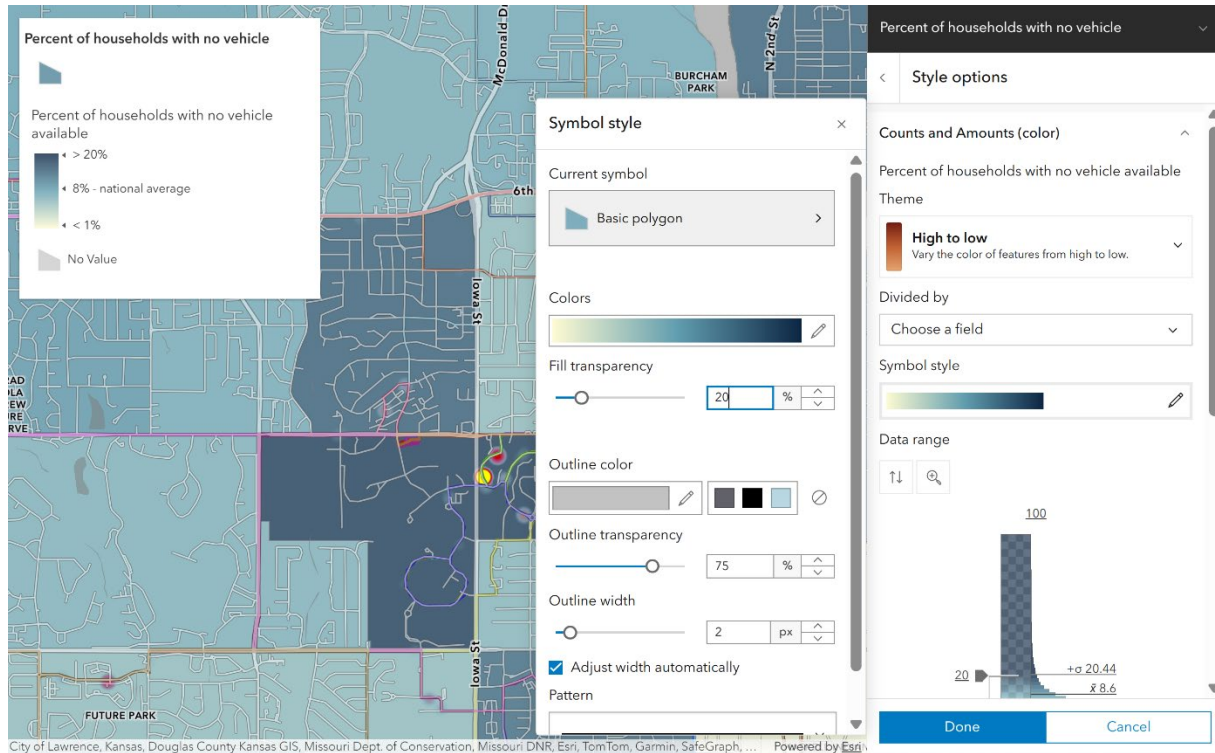 Percent of households with no vehicle
Percent of households with no vehicle
available
> 20%
8% - national average
< 1%
No Value
McDonald Dr
N 2nd St
BURCHAM
PARK
6th
Iowa St
RVE
Iowa St
FUTURE PARK
City of Lawrence, Kansas, Douglas County Kansas GIS, Missouri Dept. of Conservation, Missouri DNR, Esri, TomTom, Garmin, SafeGraph, ...
Powered by Esri
Symbol style
Current symbol
Basic polygon
Colors
Fill transparency
20 %
Outline color
Outline transparency
75 %
Outline width
2 px
Adjust width automatically
Pattern
Percent of households with no vehicle
Style options
Counts and Amounts (color)
Percent of households with no vehicle available
Theme
High to low
Vary the color of features from high to low.
Divided by
Choose a field
Symbol style
Data range
100
20
+σ 20.44
x̄ 8.6
Done
Cancel